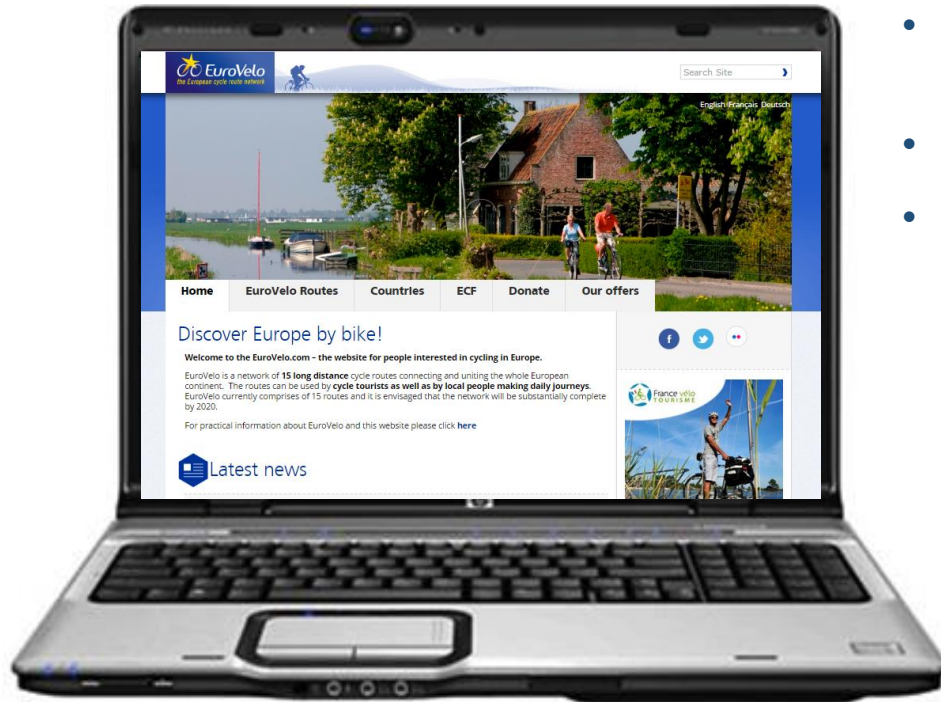 EuroVelo
the European cycle route network
Search Site
English Français Deutsch
Home EuroVelo Routes Countries ECF Donate Our offers
Discover Europe by bike!
Welcome to the EuroVelo.com – the website for people interested in cycling in Europe.
EuroVelo is a network of 15 long distance cycle routes connecting and uniting the whole European
continent. The routes can be used by cycle tourists as well as by local people making daily journeys.
EuroVelo currently comprises of 15 routes and it is envisaged that the network will be substantially complete
by 2020.
For practical information about EuroVelo and this website please click here
France vélo
TOURISME
Latest news
hp